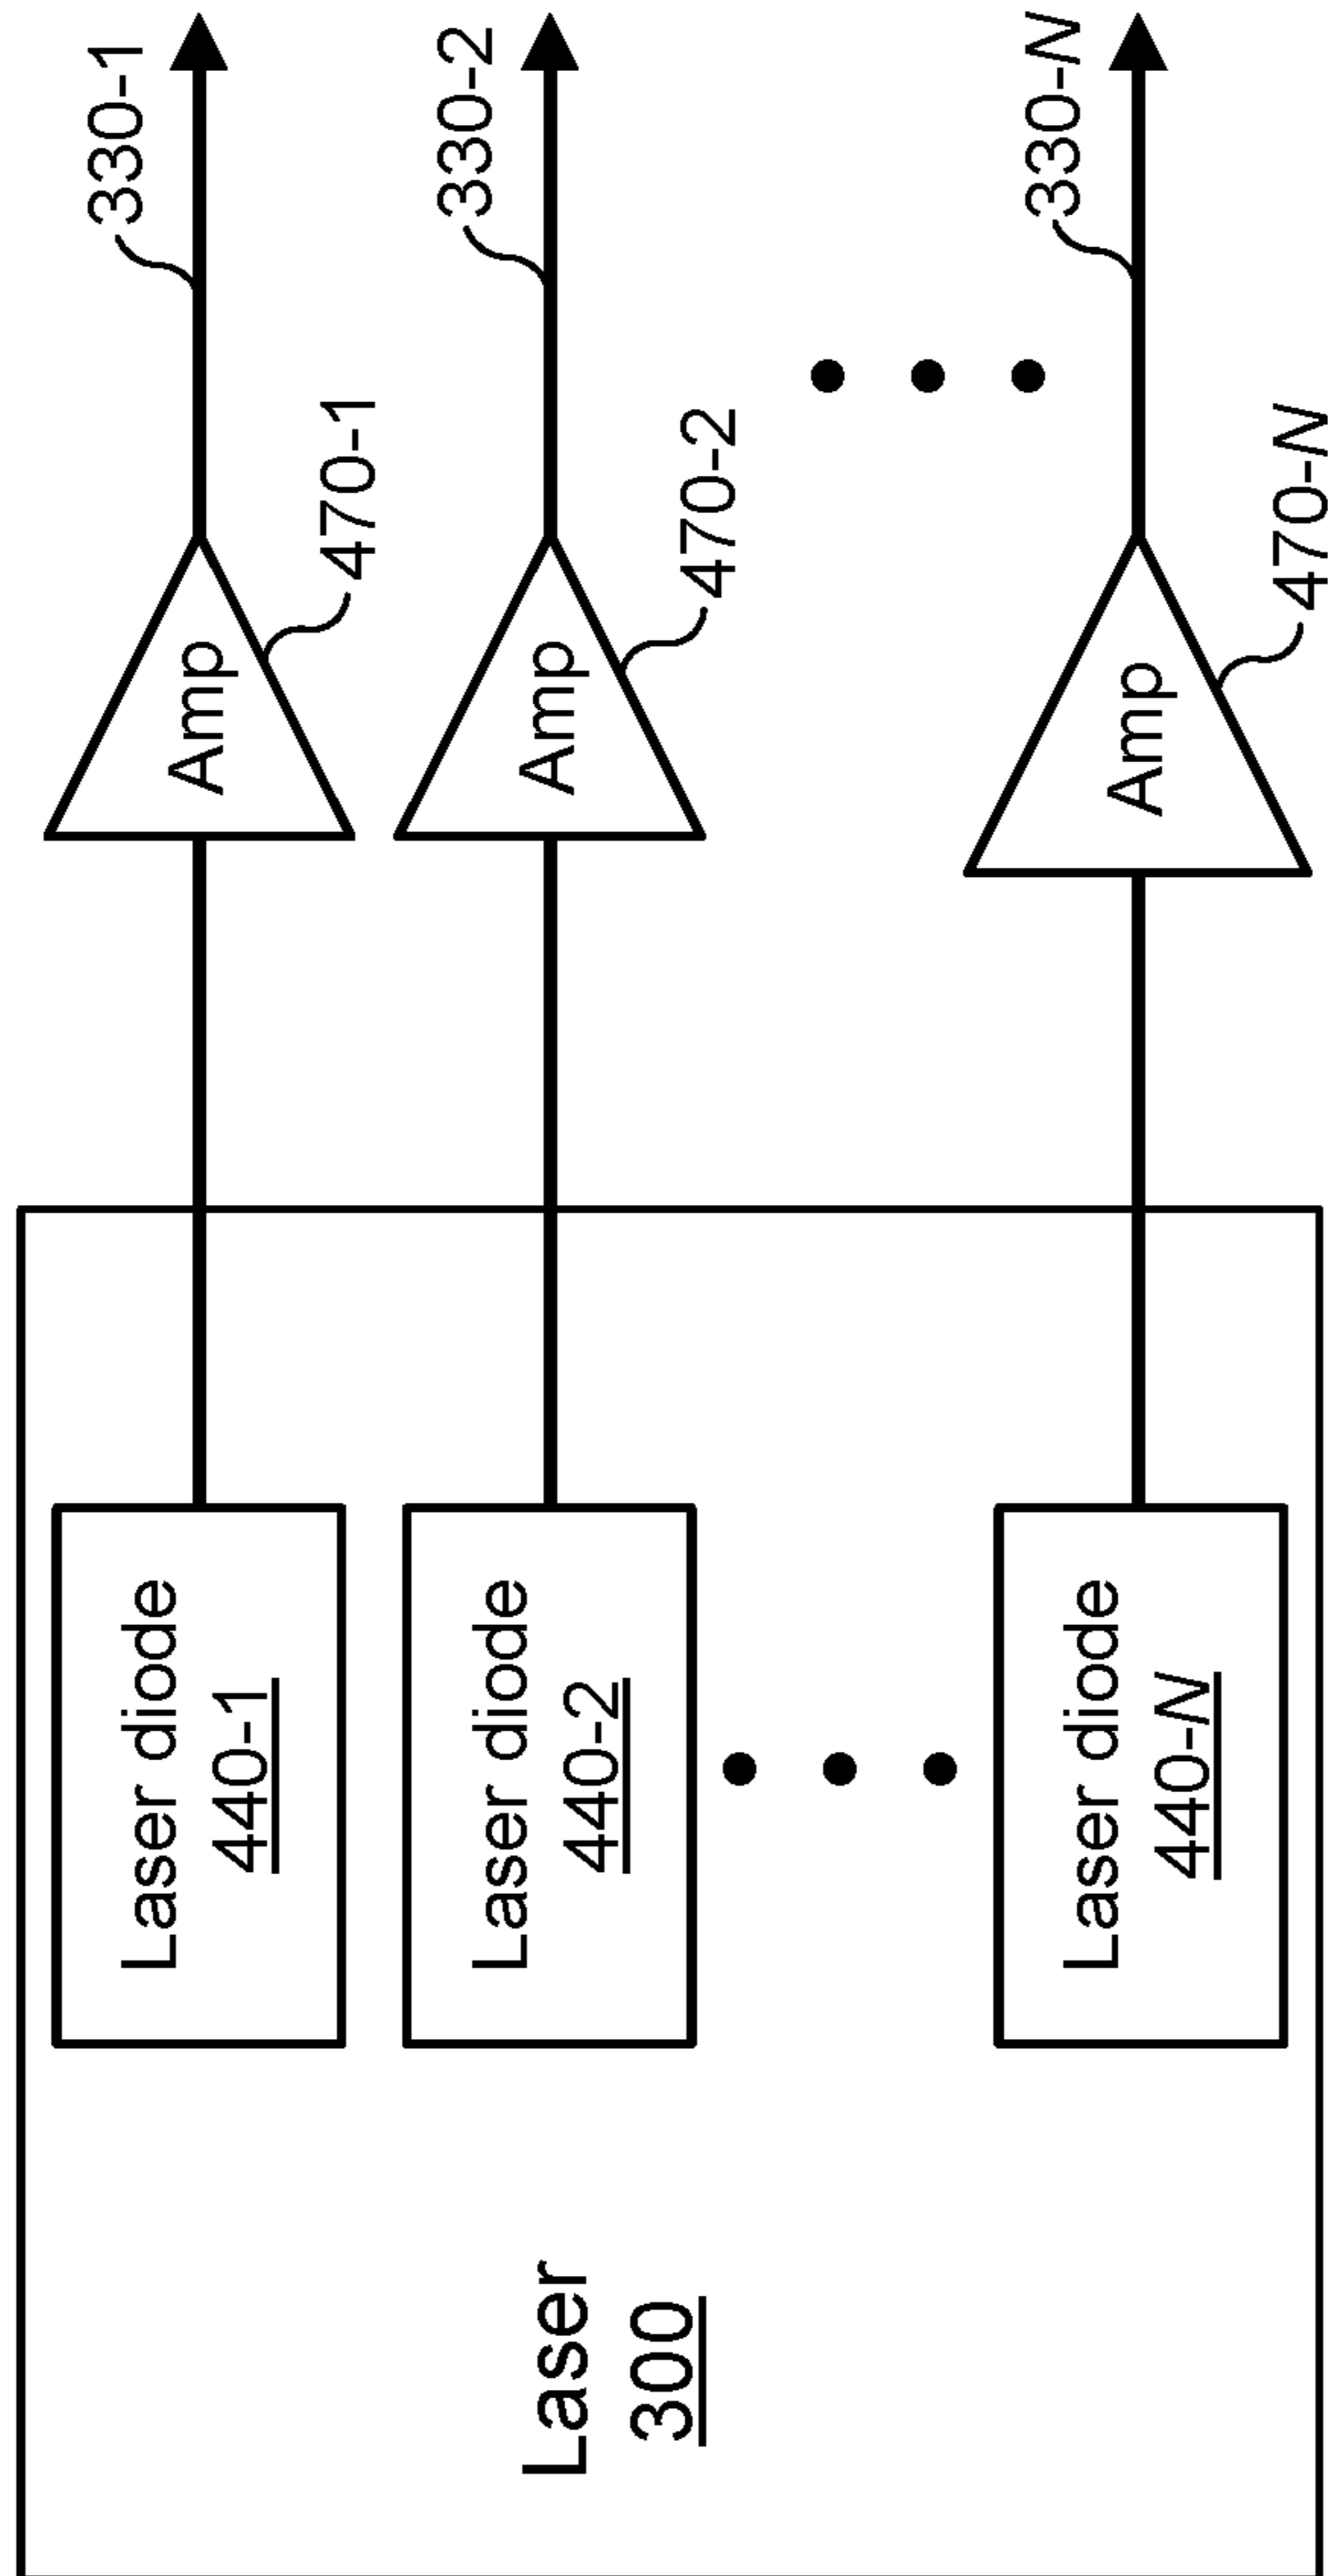 Laser
300
Laser diode
440-1
Amp
470-1
330-1
Laser diode
440-2
Amp
470-2
330-2
Laser diode
440-N
Amp
470-N
330-N